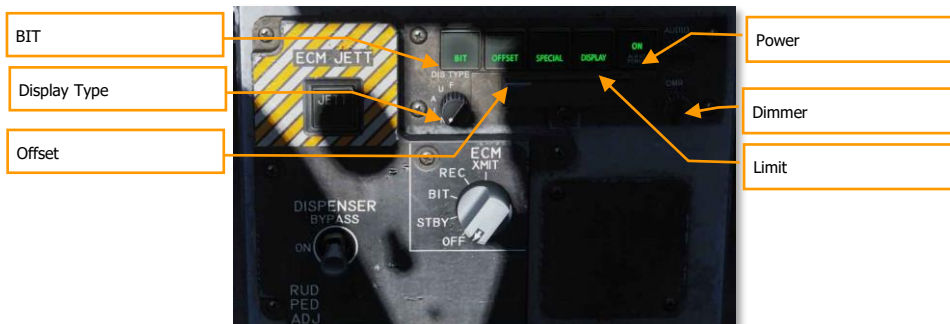 BIT
Display Type
Offset
Power
Dimmer
Limit
ECM JETT
JETT
BIT
OFFSET
SPECIAL
DISPLAY
ON
AUDIO
DIS TYPE
F
U
A
ECM
XMIT
REC
BIT
STBY
OFF
DISPENSER
BYPASS
ON
RUD
PED
ADJ